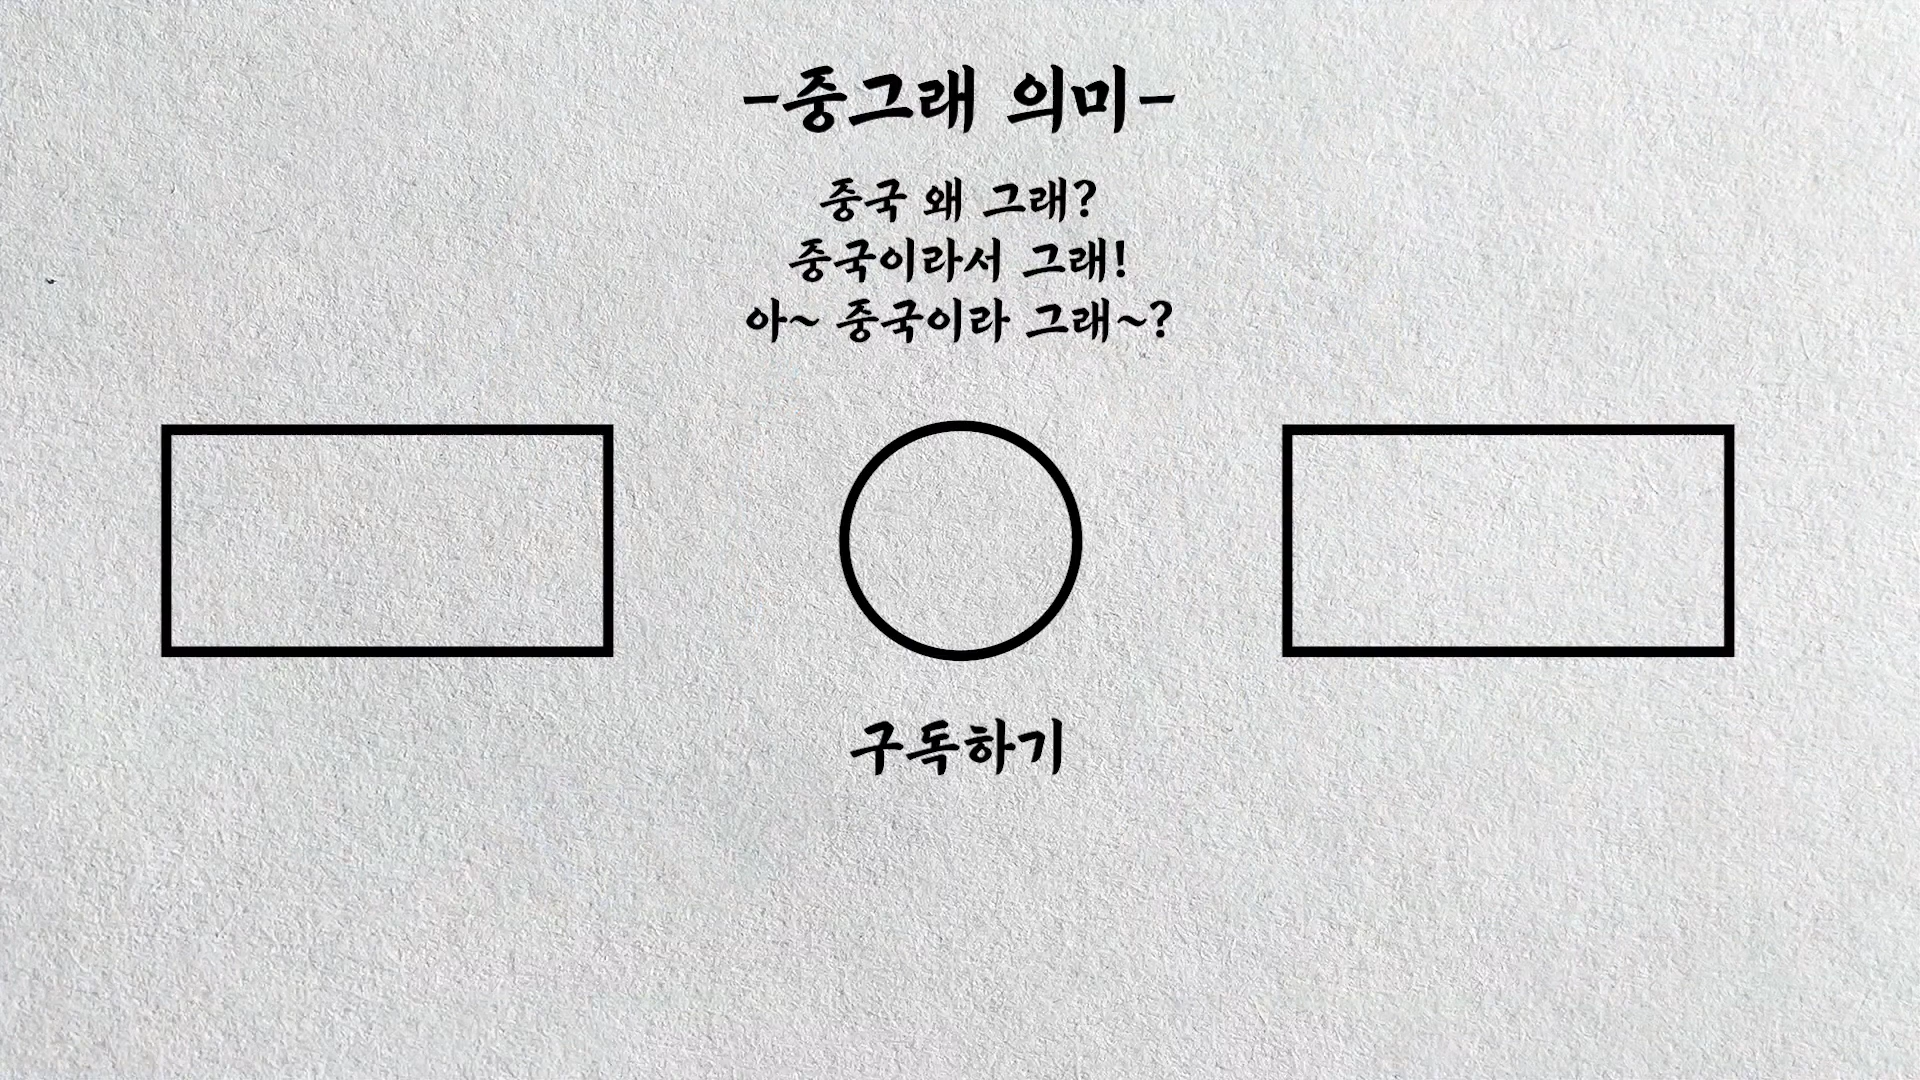 -중그래 의미-
중국 왜 그래?
중국이라서 그래!
아~ 중국이라 그래~?
구독하기